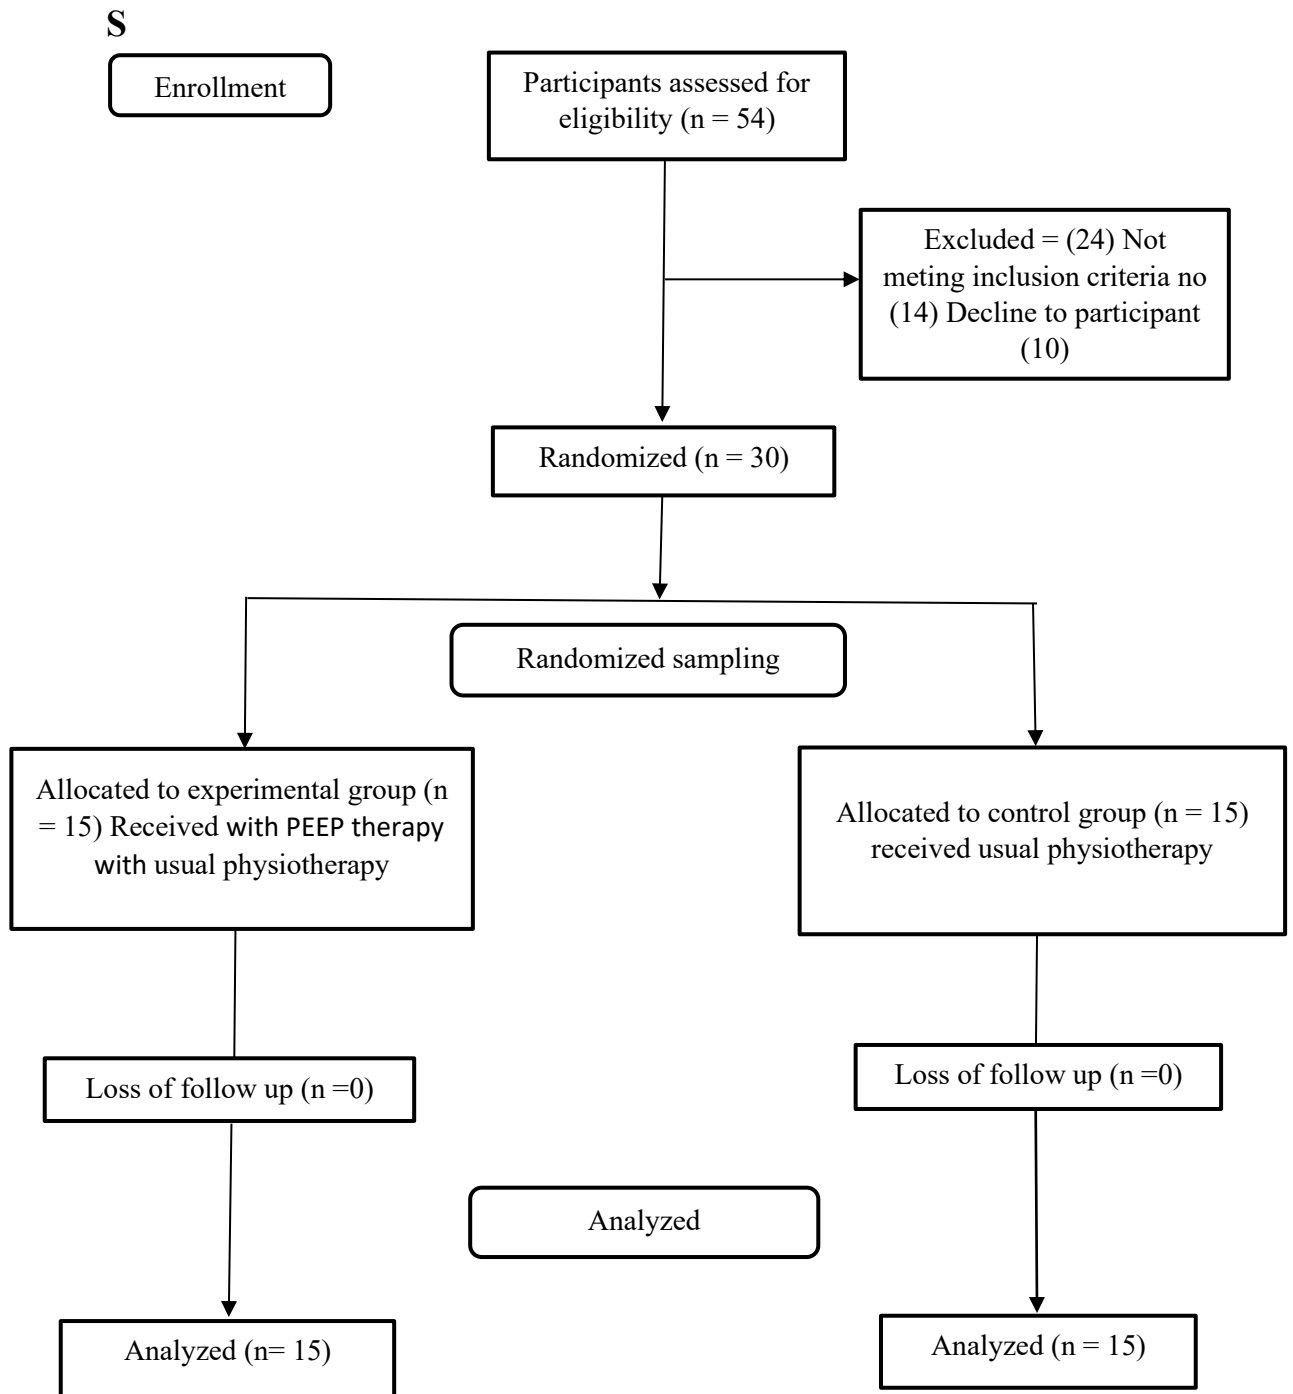 S
Enrollment
Participants assessed for
eligibility (n = 54)
Excluded = (24) Not
meting inclusion criteria no
(14) Decline to participant
(10)
Randomized (n = 30)
Randomized sampling
Allocated to experimental group (n
= 15) Received with PEEP therapy
with usual physiotherapy
Allocated to control group (n = 15)
received usual physiotherapy
Loss of follow up (n =0)
Loss of follow up (n =0)
Analyzed
Analyzed (n= 15)
Analyzed (n = 15)